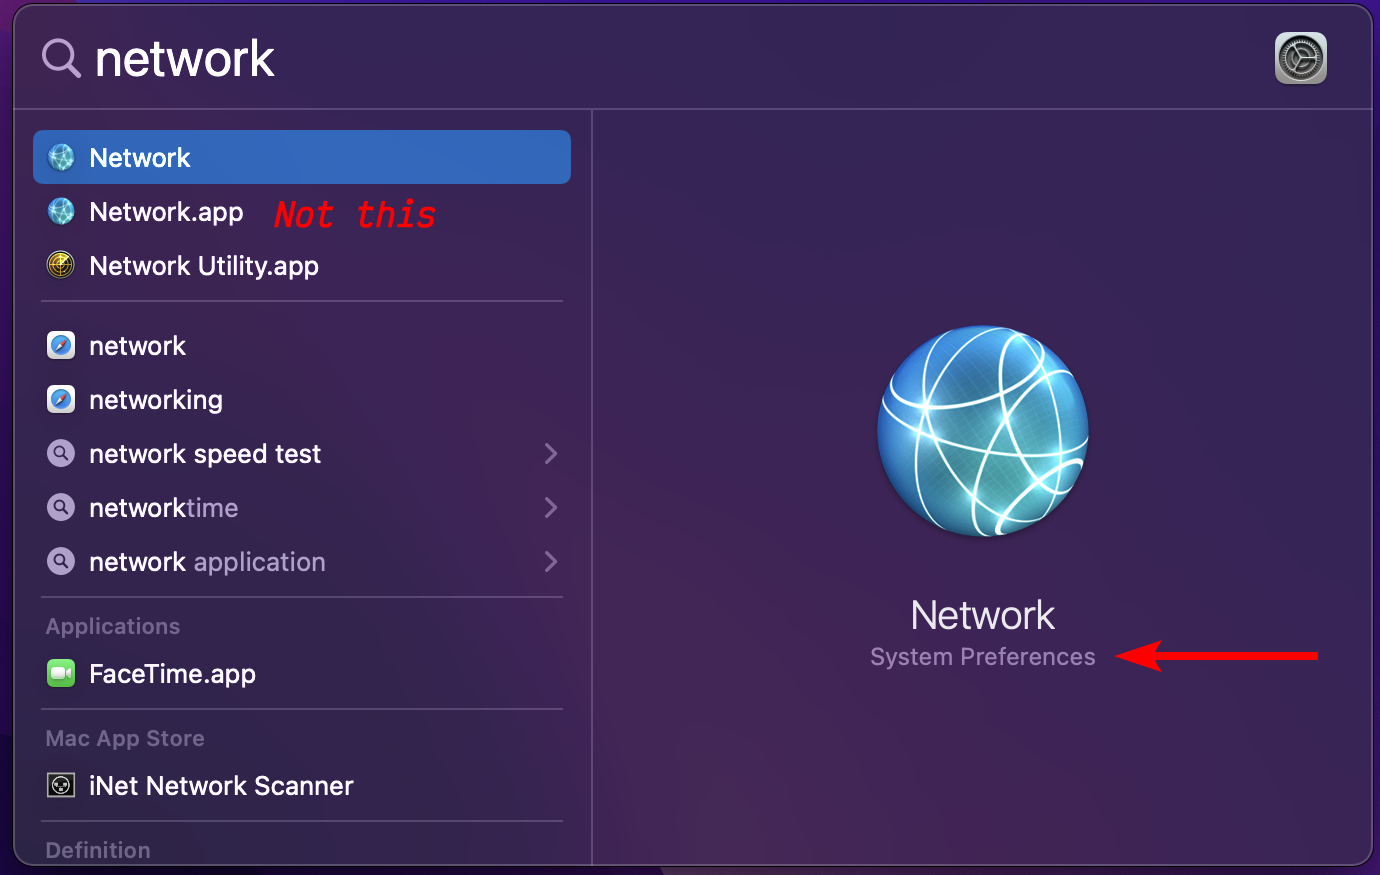 network
Network
Network.app Not this
Network Utility.app
network
networking
network speed test
networktime
network application
Applications
FaceTime.app
Mac App Store
iNet Network Scanner
Definition
Network
System Preferences